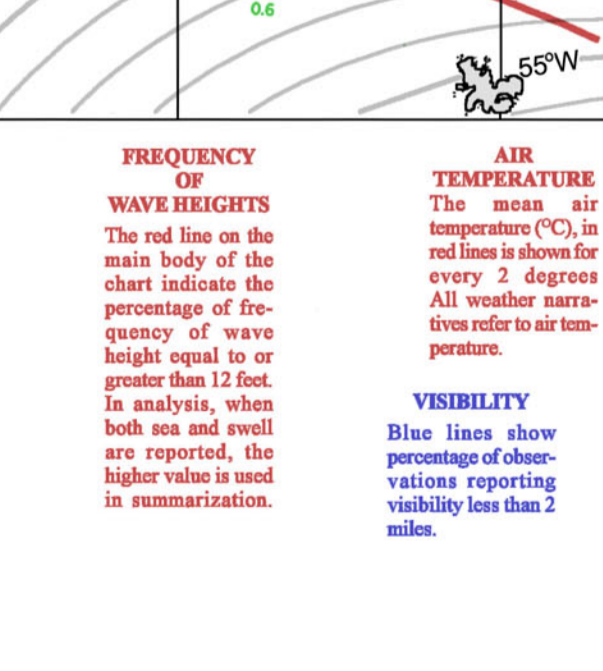 0.6
55°W
FREQUENCY
OF
WAVE HEIGHTS
The red line on the
main body of the
chart indicate the
percentage of fre-
quency of wave
height equal to or
greater than 12 feet.
In analysis, when
both sea and swell
are reported, the
higher value is used
in summarization.
AIR
TEMPERATURE
The mean air
temperature (°C), in
red lines is shown for
every 2 degrees
All weather narra-
tives refer to air tem-
perature.
VISIBILITY
Blue lines show
percentage of obser-
vations reporting
visibility less than 2
miles.